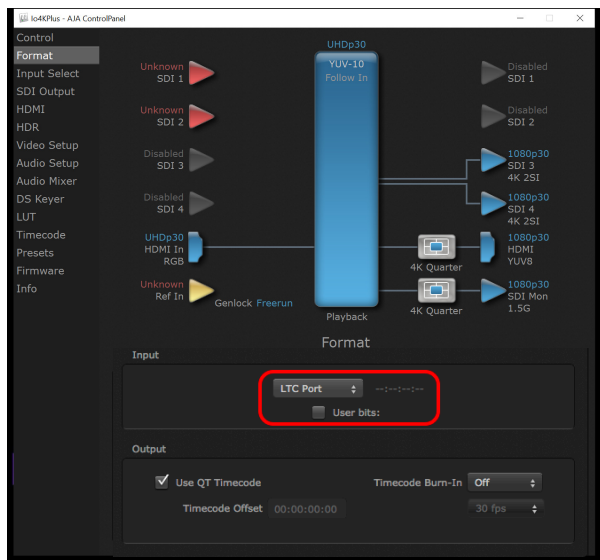 Io4KPlus - AJA ControlPanel
Control
Format
Input Select
SDI Output
HDMI
HDR
Video Setup
Audio Setup
Audio Mixer
DS Keyer
LUT
Timecode
Presets
Firmware
Info
UHDp30
YUV-10
Follow In
Playback
Unknown
SDI 1
Unknown
SDI 2
Disabled
SDI 3
Disabled
SDI 4
UHDp30
HDMI In
RGB
Unknown
Ref In
Genlock Freerun
Disabled
SDI 1
Disabled
SDI 2
1080p30
SDI 3
4K 2SI
1080p30
SDI 4
4K 2SI
4K Quarter
1080p30
HDMI
YUV8
4K Quarter
1080p30
SDI Mon
1.5G
Format
Input
LTC Port --:--:--:--
User bits:
Output
Use QT Timecode Timecode Burn-In Off
Timecode Offset 00:00:00:00 30 fps